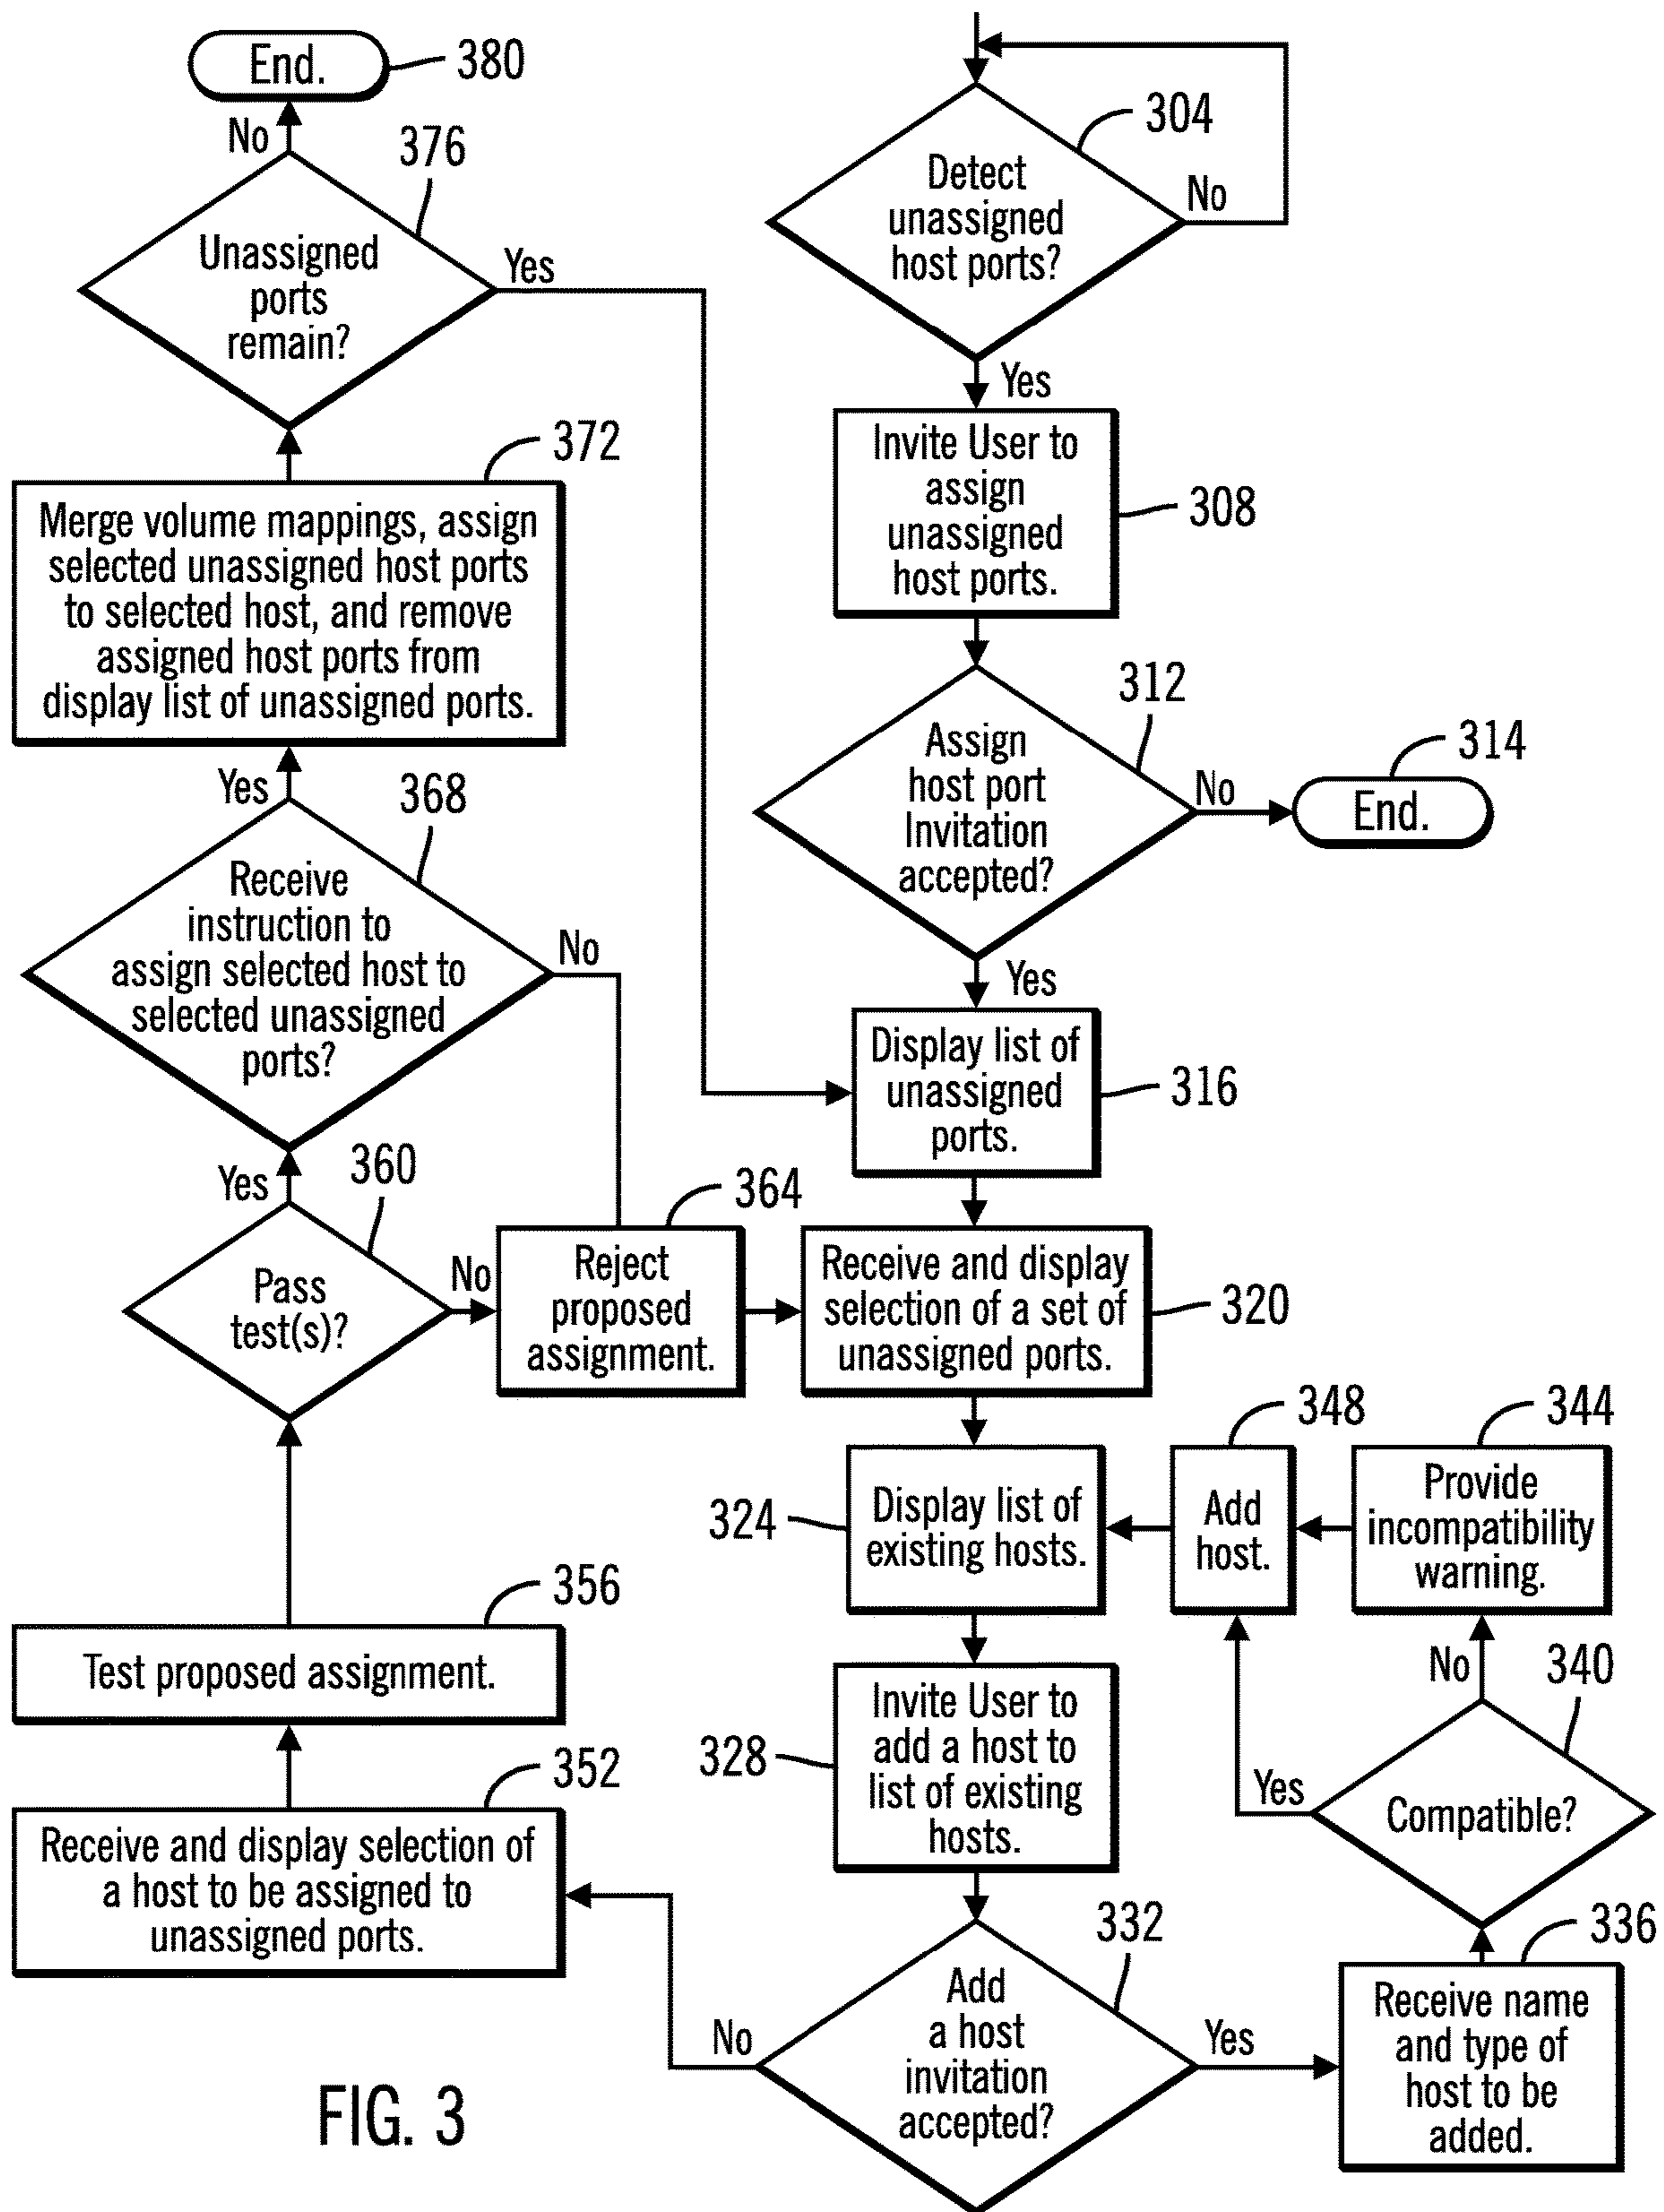 End.
380
No
376
Unassigned
ports
remain?
Yes
372
Merge volume mappings, assign
selected unassigned host ports
to selected host, and remove
assigned host ports from
display list of unassigned ports.
Yes
368
Receive
instruction to
assign selected host to
selected unassigned
ports?
No
Yes
360
Pass
test(s)?
No
364
Reject
proposed
assignment.
356
Test proposed assignment.
352
Receive and display selection of
a host to be assigned to
unassigned ports.
304
Detect
unassigned
host ports?
No
Yes
Invite User to
assign
unassigned
host ports.
308
312
Assign
host port
Invitation
accepted?
No
314
End.
Yes
Display list of
unassigned
ports.
316
Receive and display
selection of a set of
unassigned ports.
320
324
Display list of
existing hosts.
348
Add
host.
344
Provide
incompatibility
warning.
328
Invite User to
add a host to
list of existing
hosts.
No
340
Yes
Compatible?
332
Add
a host
invitation
accepted?
No
Yes
336
Receive name
and type of
host to be
added.
FIG. 3